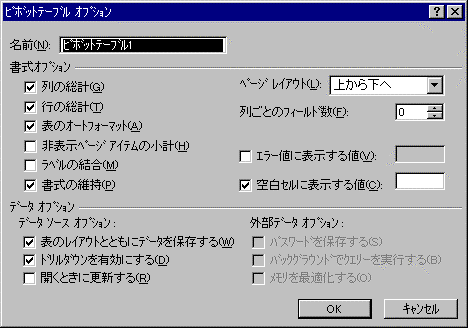 ﾋﾟﾎﾞｯﾄﾃｰﾌﾞﾙ ｵﾌﾟｼｮﾝ
名前(N): ﾋﾟﾎﾞｯﾄﾃｰﾌﾞﾙ1
書式ｵﾌﾟｼｮﾝ
列の総計(G)
行の総計(T)
表のｵｰﾄﾌｫｰﾏｯﾄ(A)
非表示ﾍﾟｰｼﾞ ｱｲﾃﾑの小計(H)
ﾗﾍﾞﾙの結合(M)
書式の維持(P)
ﾍﾟｰｼﾞ ﾚｲｱｳﾄ(L): 上から下へ
列ごとのﾌｨｰﾙﾄﾞ数(F): 0
ｴﾗｰ値に表示する値(V):
空白ｾﾙに表示する値(C):
ﾃﾞｰﾀ ｵﾌﾟｼｮﾝ
ﾃﾞｰﾀ ｿｰｽ ｵﾌﾟｼｮﾝ:
表のﾚｲｱｳﾄとともにﾃﾞｰﾀを保存する(W)
ﾄﾞﾘﾙﾀﾞｳﾝを有効にする(D)
開くときに更新する(R)
外部ﾃﾞｰﾀ ｵﾌﾟｼｮﾝ:
ﾊﾟｽﾜｰﾄﾞを保存する(S)
ﾊﾞｯｸｸﾞﾗｳﾝﾄﾞでｸｴﾘｰを実行する(B)
ﾒﾓﾘを最適化する(O)
OK
ｷｬﾝｾﾙ